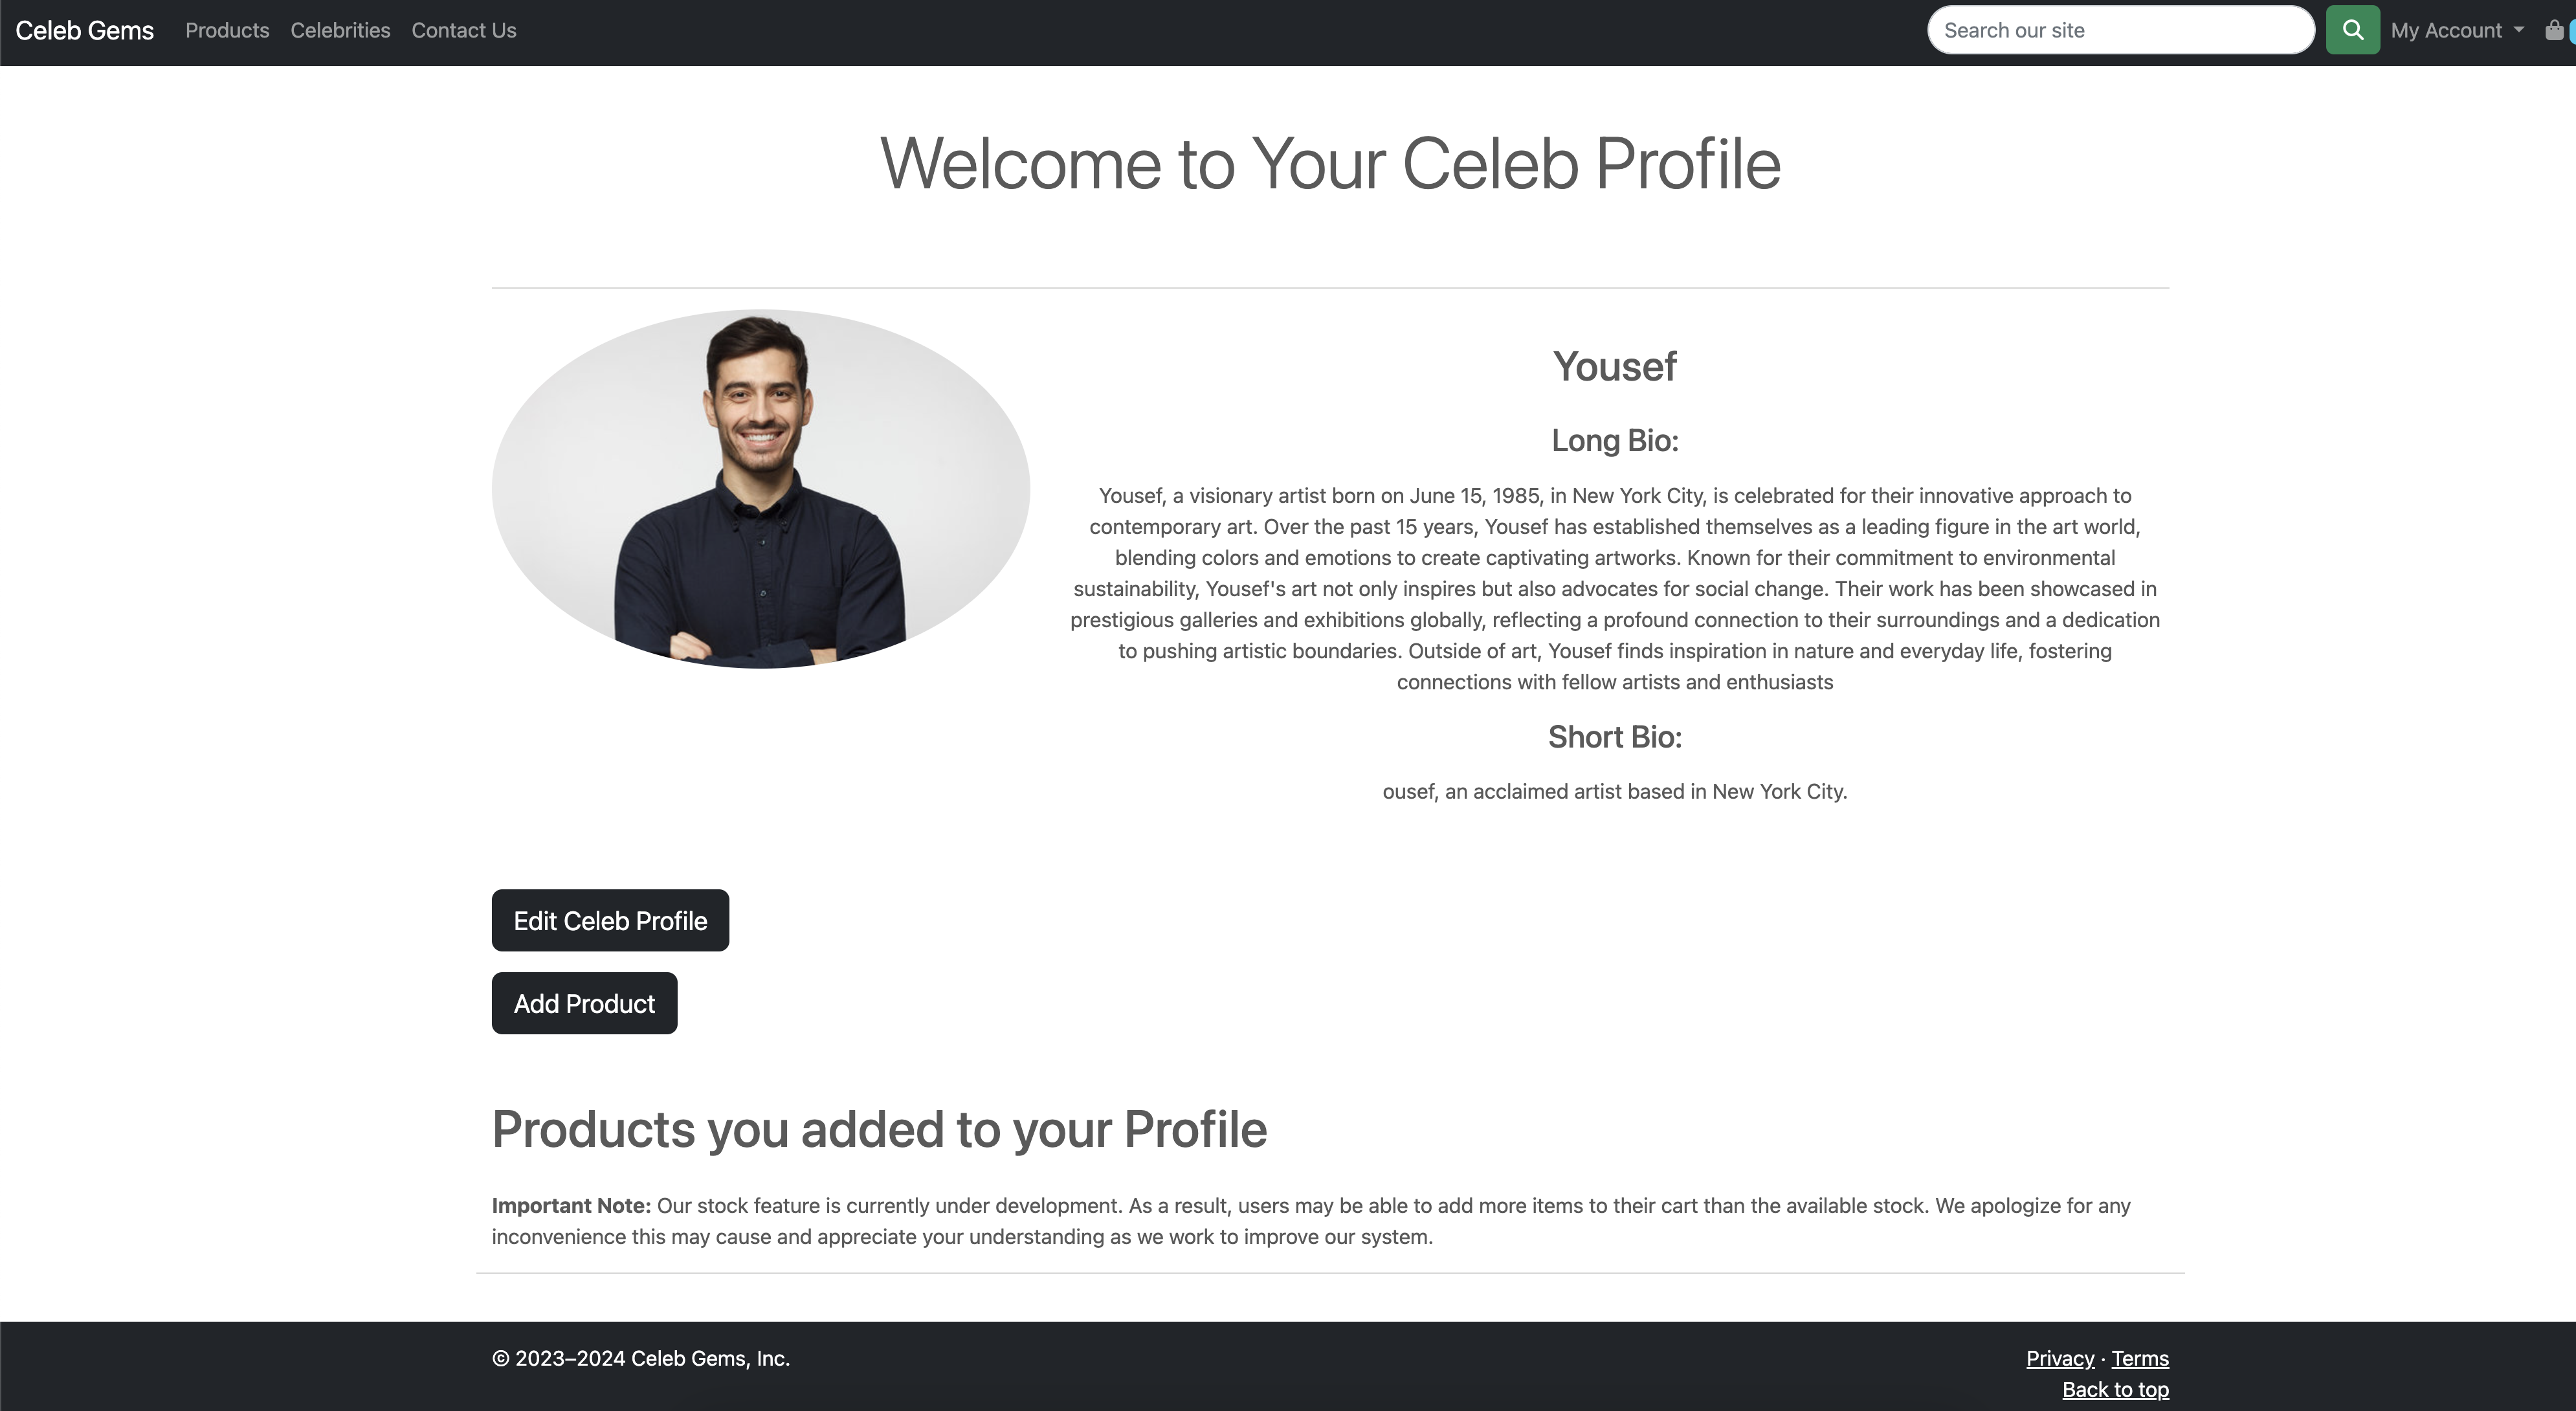 Celeb Gems Products Celebrities Contact Us Search our site My Account
Welcome to Your Celeb Profile
Yousef
Long Bio:
Yousef, a visionary artist born on June 15, 1985, in New York City, is celebrated for their innovative approach to
contemporary art. Over the past 15 years, Yousef has established themselves as a leading figure in the art world,
blending colors and emotions to create captivating artworks. Known for their commitment to environmental
sustainability, Yousef's art not only inspires but also advocates for social change. Their work has been showcased in
prestigious galleries and exhibitions globally, reflecting a profound connection to their surroundings and a dedication
to pushing artistic boundaries. Outside of art, Yousef finds inspiration in nature and everyday life, fostering
connections with fellow artists and enthusiasts
Short Bio:
ousef, an acclaimed artist based in New York City.
Edit Celeb Profile
Add Product
Products you added to your Profile
Important Note: Our stock feature is currently under development. As a result, users may be able to add more items to their cart than the available stock. We apologize for any
inconvenience this may cause and appreciate your understanding as we work to improve our system.
© 2023–2024 Celeb Gems, Inc. Privacy · Terms
Back to top